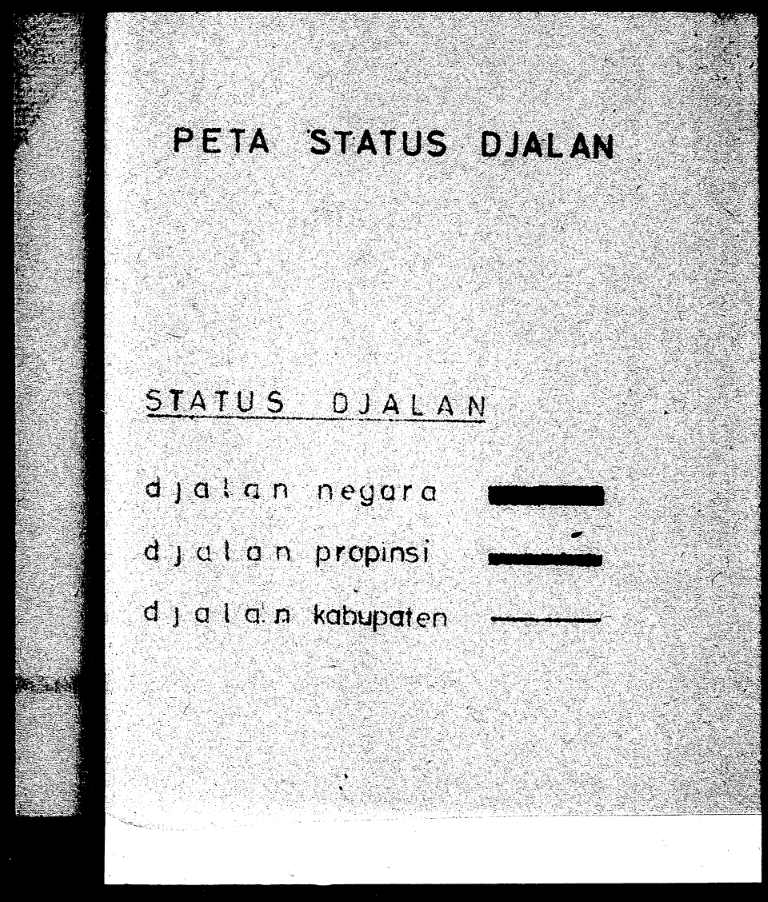 PETA STATUS DJALAN
STATUS DJALAN
djalan negara
djalan propinsi
djalan kabupaten